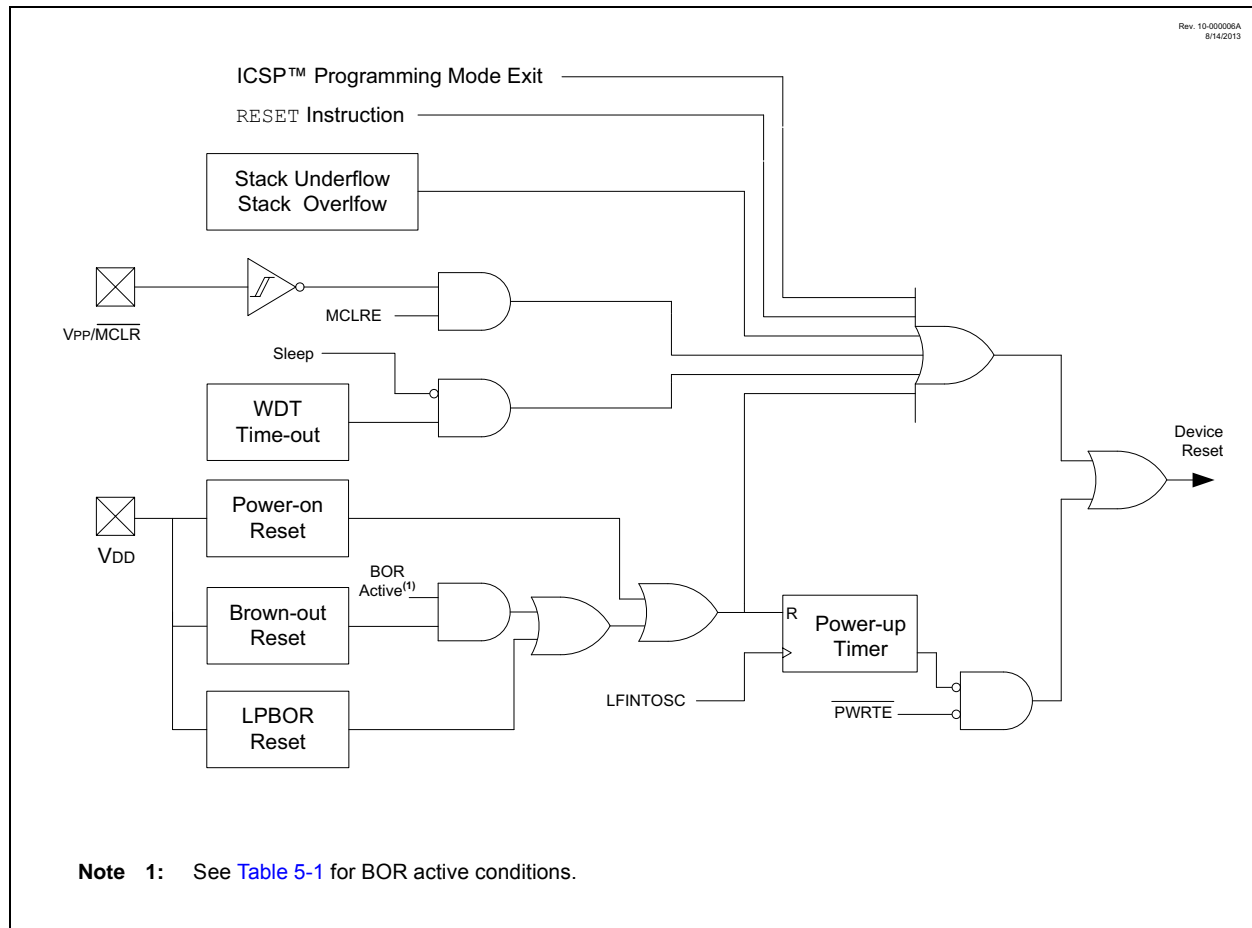 Rev. 10-000006A
8/14/2013
ICSP™ Programming Mode Exit
RESET Instruction
Stack Underflow
Stack Overlfow
VPP/MCLR
MCLRE
Sleep
WDT
Time-out
Device
Reset
VDD
Power-on
Reset
BOR
Active(1)
Brown-out
Reset
R
Power-up
Timer
LFINTOSC
PWRTE
LPBOR
Reset
Note 1: See Table 5-1 for BOR active conditions.